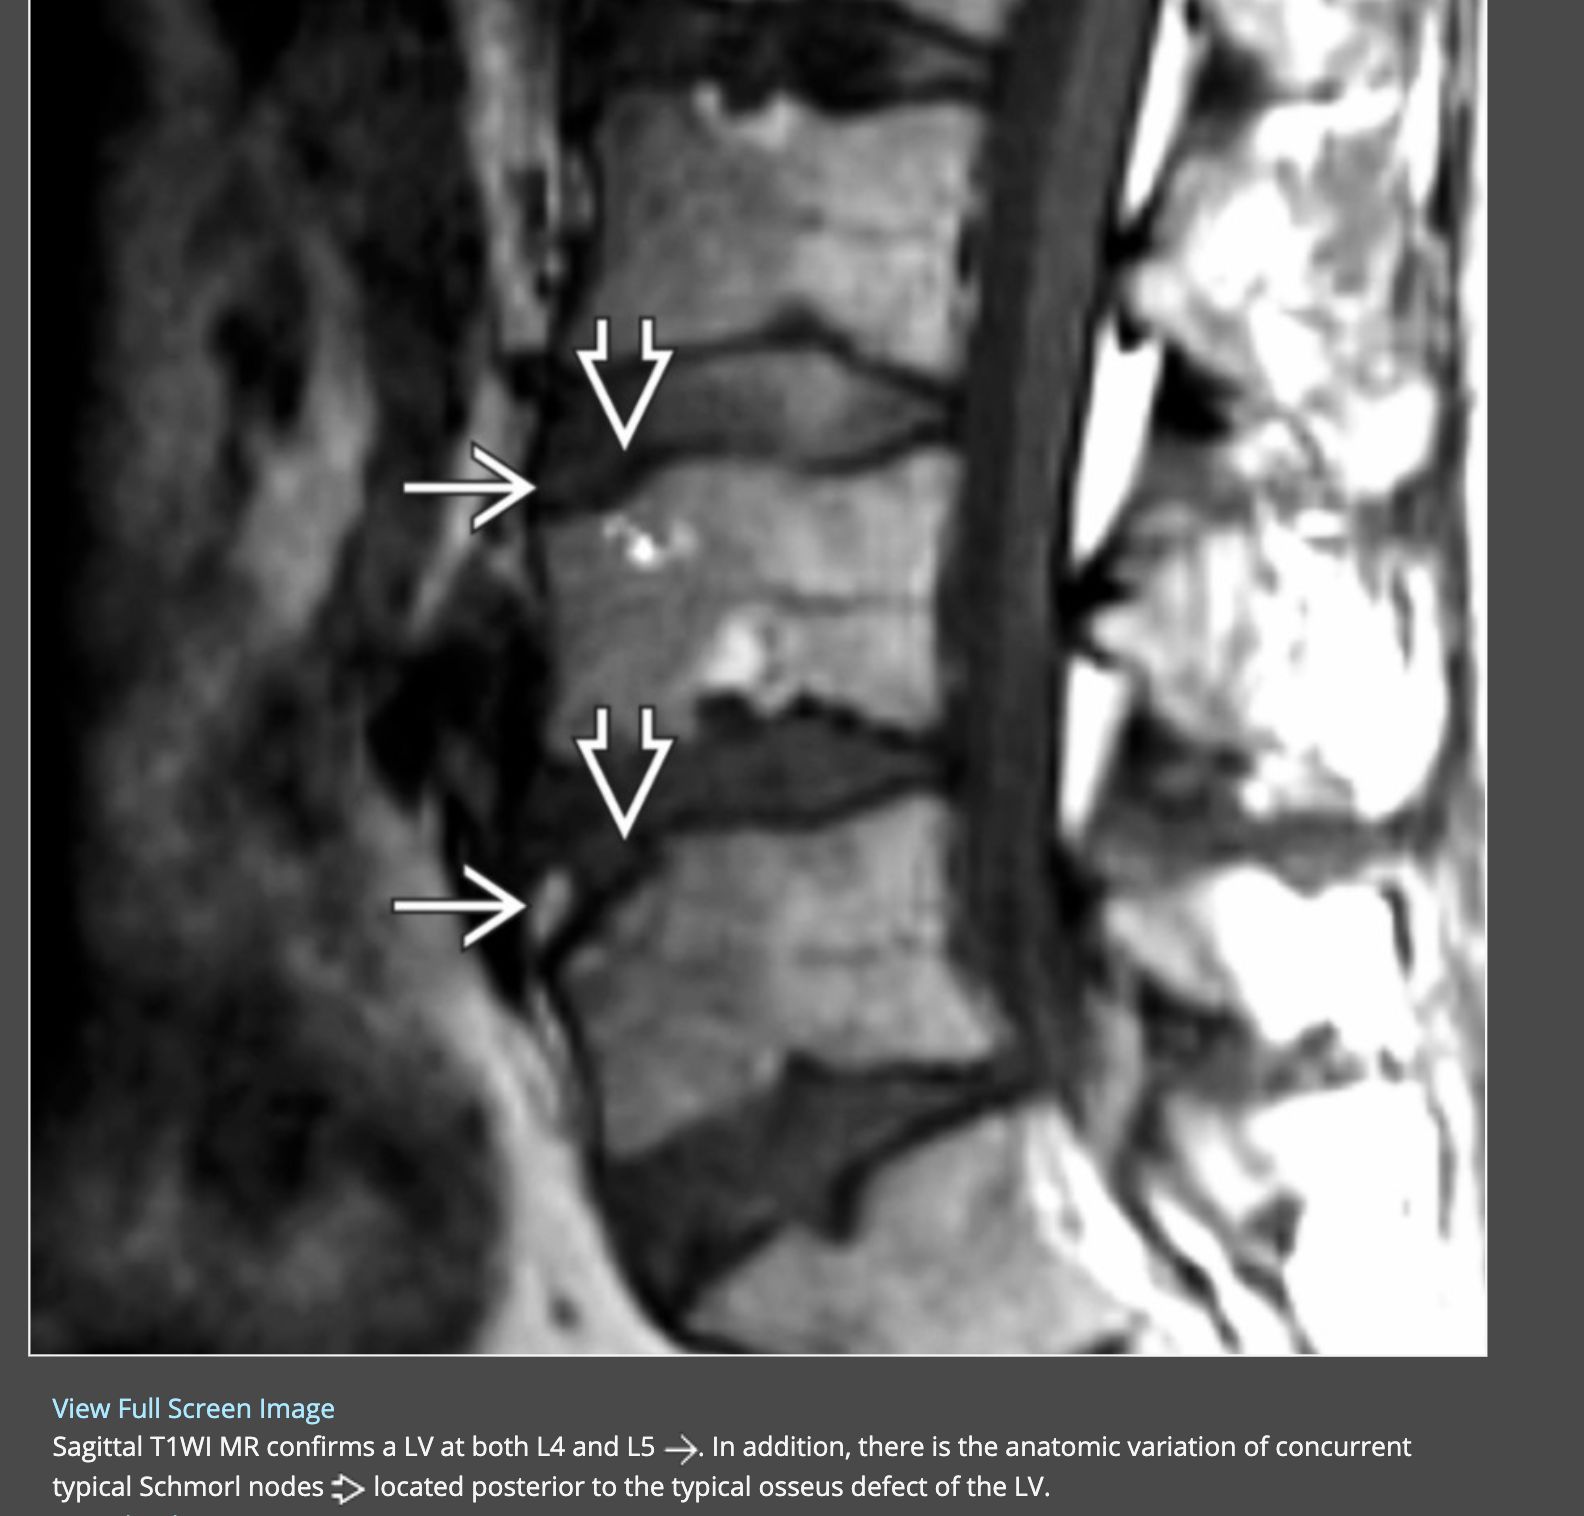 View Full Screen Image
Sagittal T1WI MR confirms a LV at both L4 and L5 →. In addition, there is the anatomic variation of concurrent
typical Schmorl nodes ⇨ located posterior to the typical osseus defect of the LV.